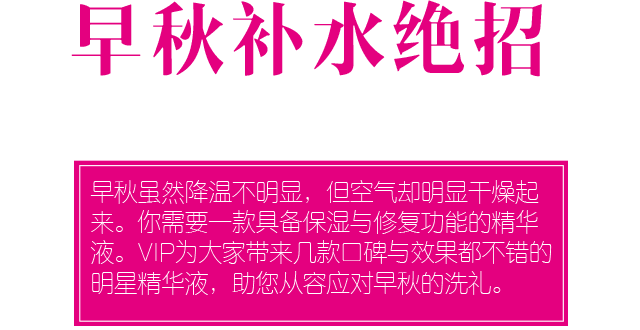 早秋补水绝招
早秋虽然降温不明显，但空气却明显干燥起
来。你需要一款具备保湿与修复功能的精华
液。VIP为大家带来几款口碑与效果都不错的
明星精华液，助您从容应对早秋的洗礼。